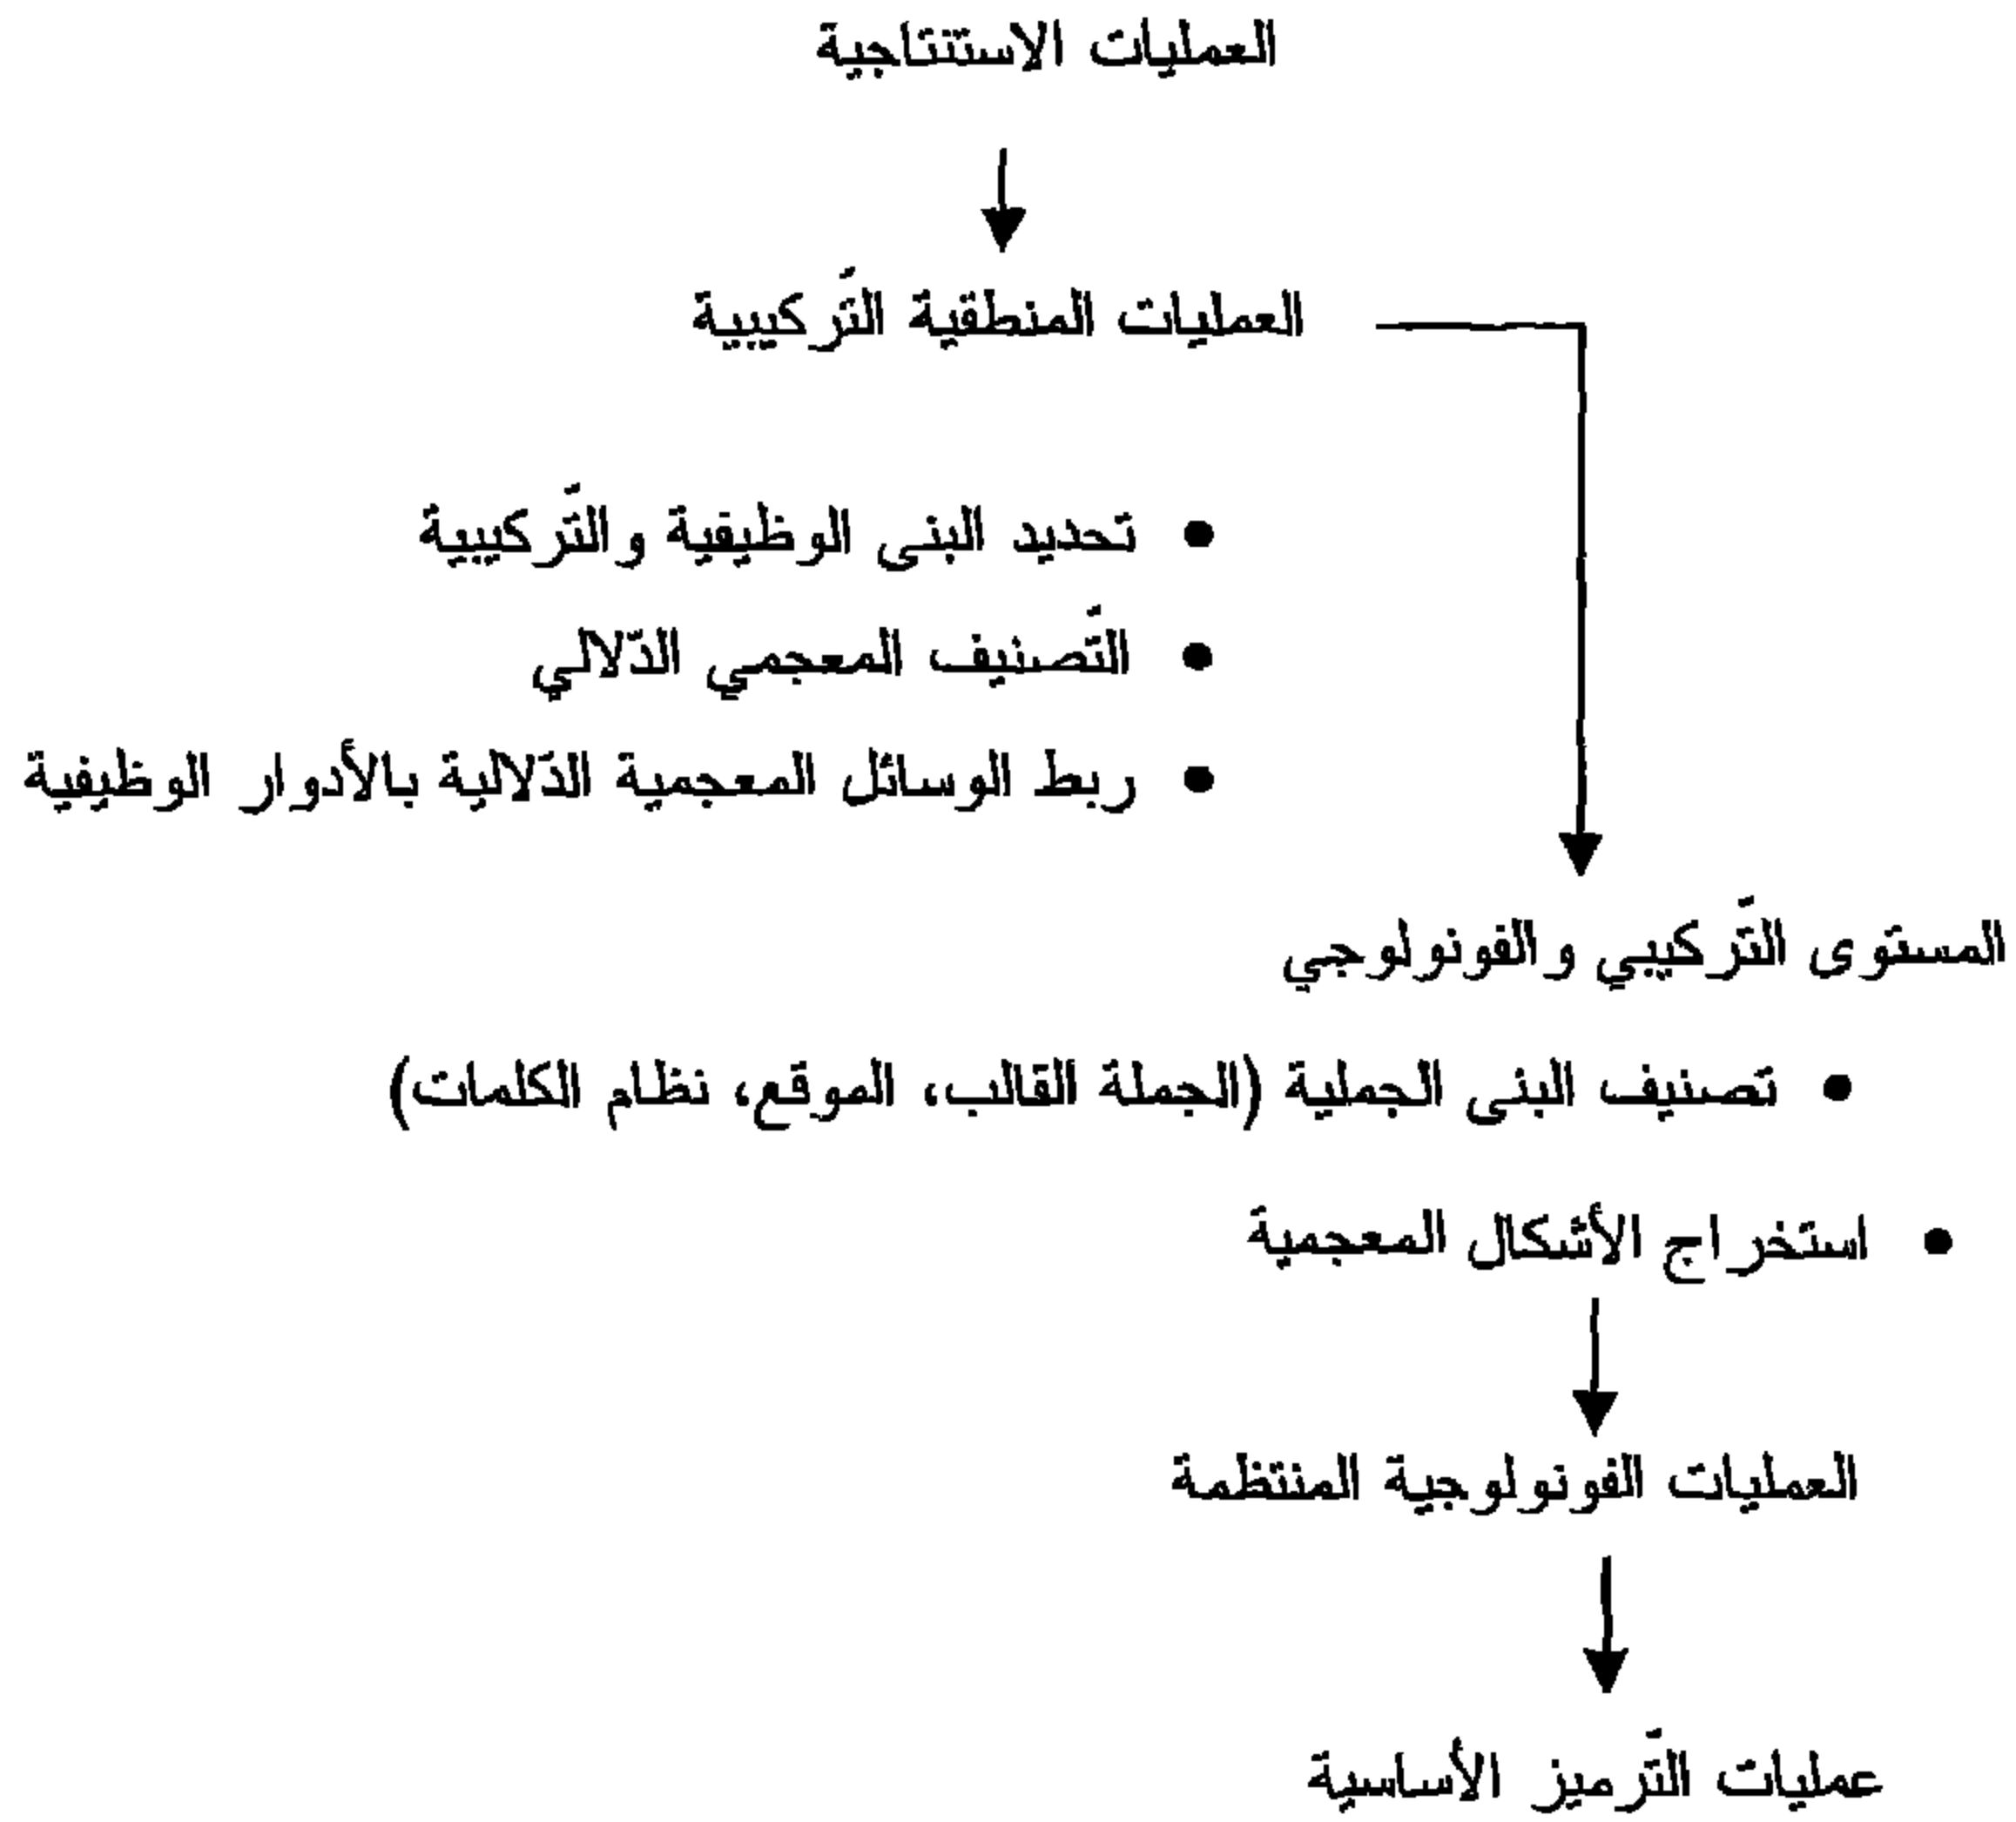 العمليات الاستنتاجية
العمليات المنطقية التّركيبية
• تحديد البنى الوظيفية والتّركيبية
• التّصنيف المعجمي الدّلالي
• ربط الوسائل المعجمية الدّلالية بالأدوار الوظيفية
المستوى التّركيبي والفونولوجي
• تصنيف البنى الجملية (الجملة القالب، الموقع، نظام الكلمات)
• استخراج الأشكال المعجمية
العمليات الفونولوجية المنتظمة
عمليات التّرميز الأساسية